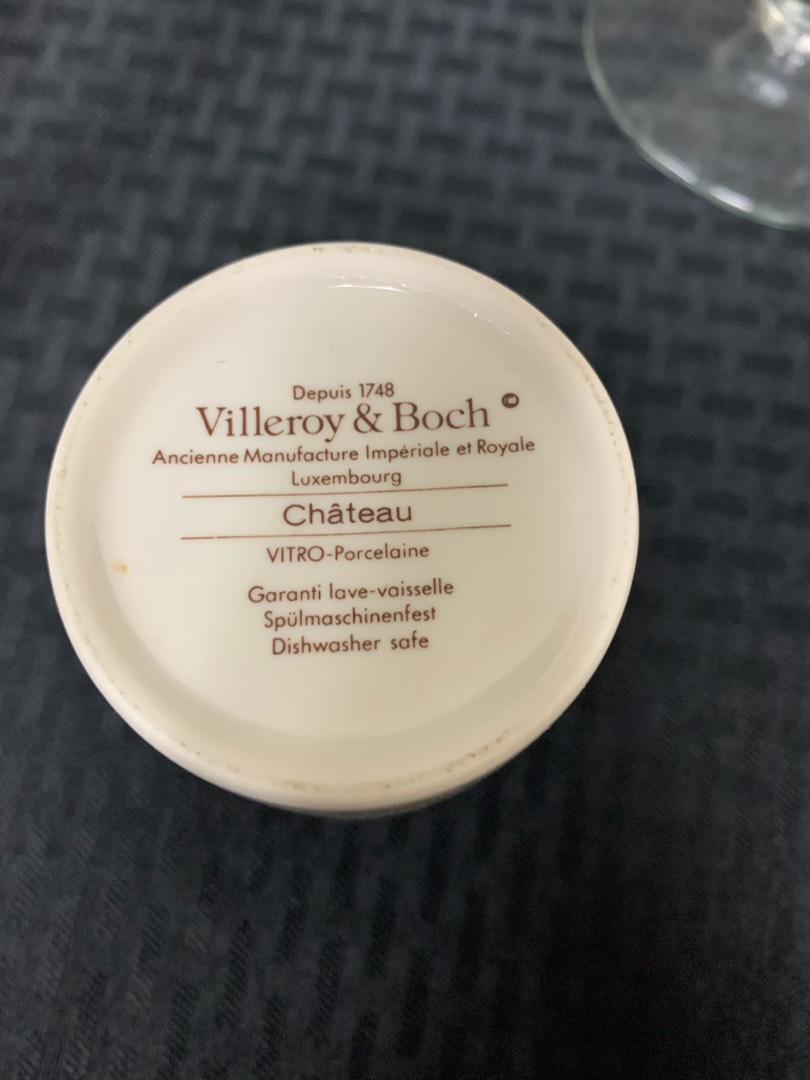 Depuis 1748
Villeroy & Boch ©
Ancienne Manufacture Impériale et Royale
Luxembourg
Château
VITRO-Porcelaine
Garanti lave-vaisselle
Spülmaschinenfest
Dishwasher safe